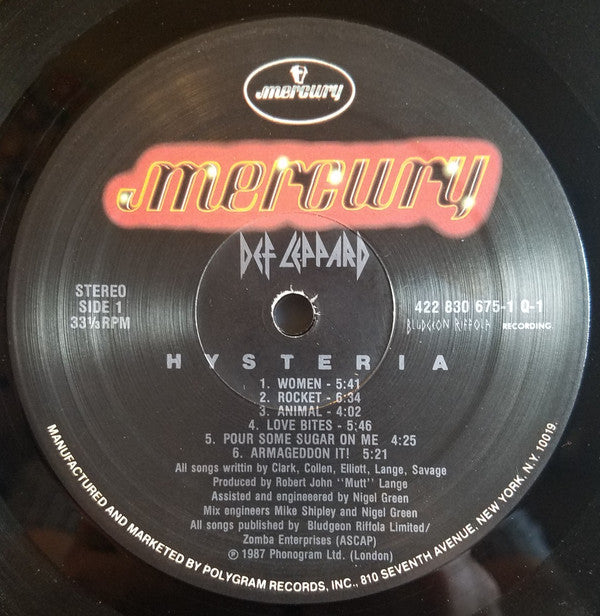 mercury
mercury
DEF LEPPARD
STEREO
SIDE 1
33⅓ RPM
422 830 675-1 Q-1
BLUDGEON RIFFOLA RECORDING.
HYSTERIA
1. WOMEN - 5:41
2. ROCKET - 6:34
3. ANIMAL - 4:02
4. LOVE BITES - 5:46
5. POUR SOME SUGAR ON ME 4:25
6. ARMAGEDDON IT! 5:21
All songs writtin by Clark, Collen, Elliott, Lange, Savage
Produced by Robert John "Mutt" Lange
Assisted and engineeered by Nigel Green
Mix engineers Mike Shipley and Nigel Green
All songs published by Bludgeon Riffola Limited/
Zomba Enterprises (ASCAP)
℗ 1987 Phonogram Ltd. (London)
MANUFACTURED AND MARKETED BY POLYGRAM RECORDS, INC., 810 SEVENTH AVENUE, NEW YORK, N.Y. 10019.